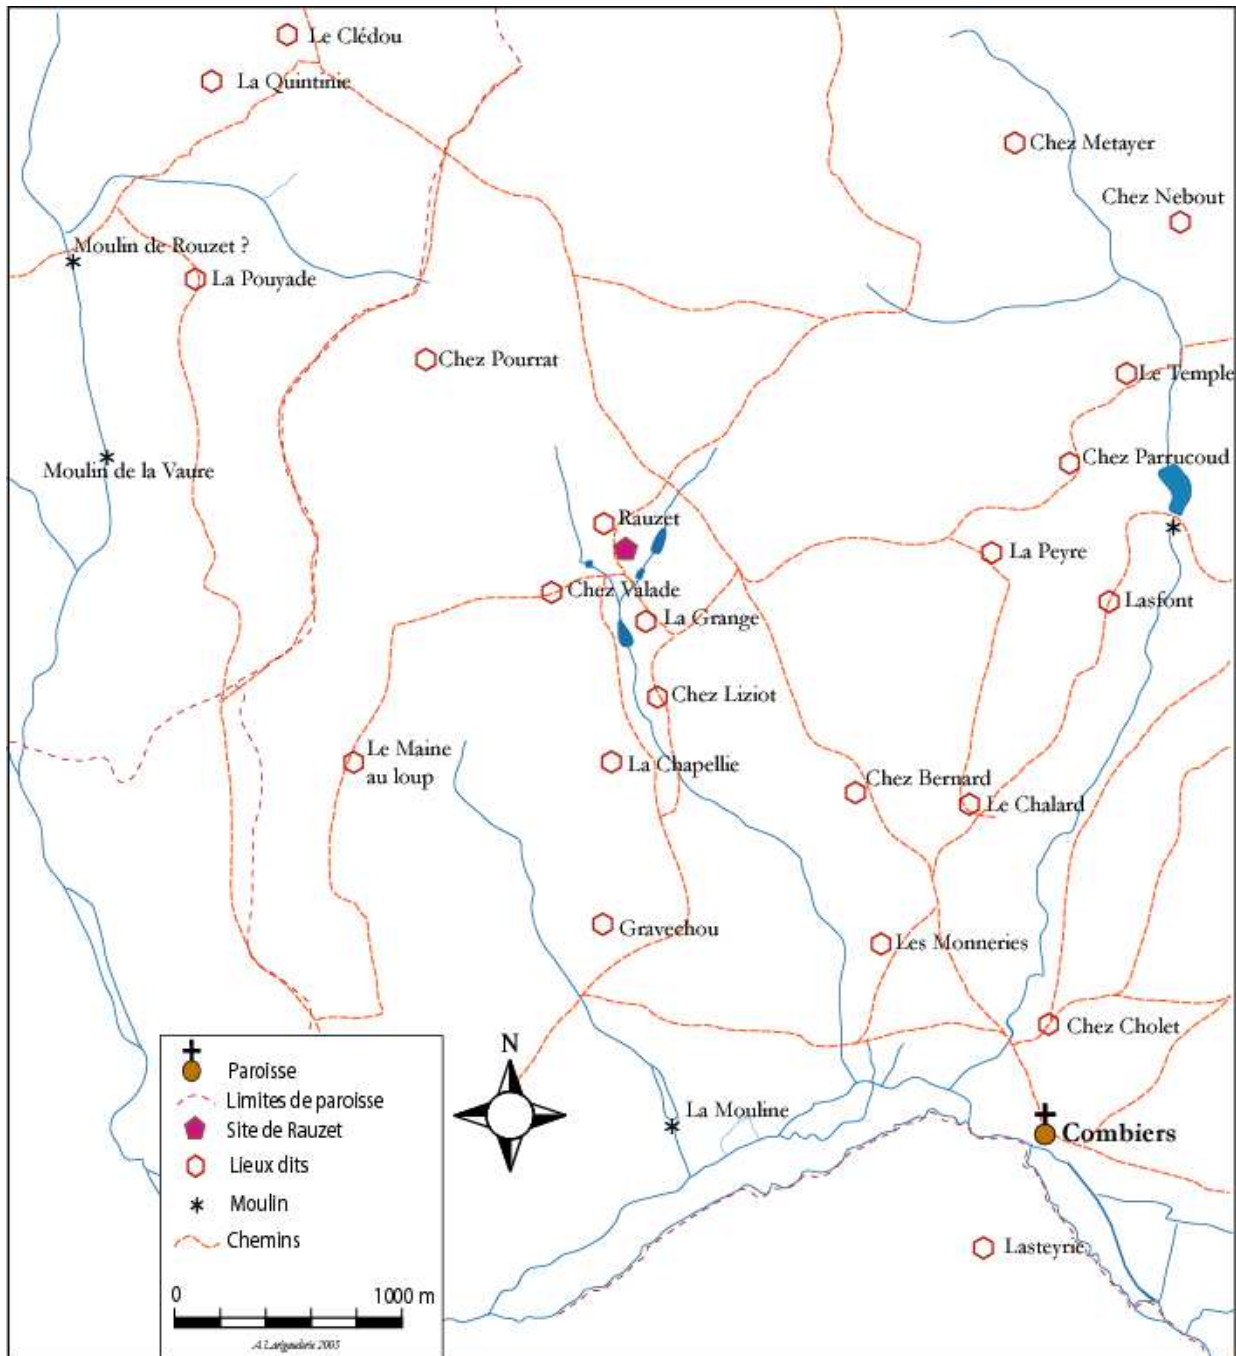 Le Clédou
La Quintinie
Chez Metayer
Chez Nebout
Moulin de Rouzet ?
La Pouyade
Chez Pourrat
Le Temple
Chez Parrucoud
Moulin de la Vaure
Rauzet
La Peyre
Chez Valade
Lasfont
La Grange
Chez Liziot
Le Maine
au loup
La Chapellie
Chez Bernard
Le Chalard
Gravechou
Les Monneries
Chez Cholet
N
La Mouline
Combiers
Lasteyrie
Paroisse
Limites de paroisse
Site de Rauzet
Lieux dits
Moulin
Chemins
0 1000 m
2005